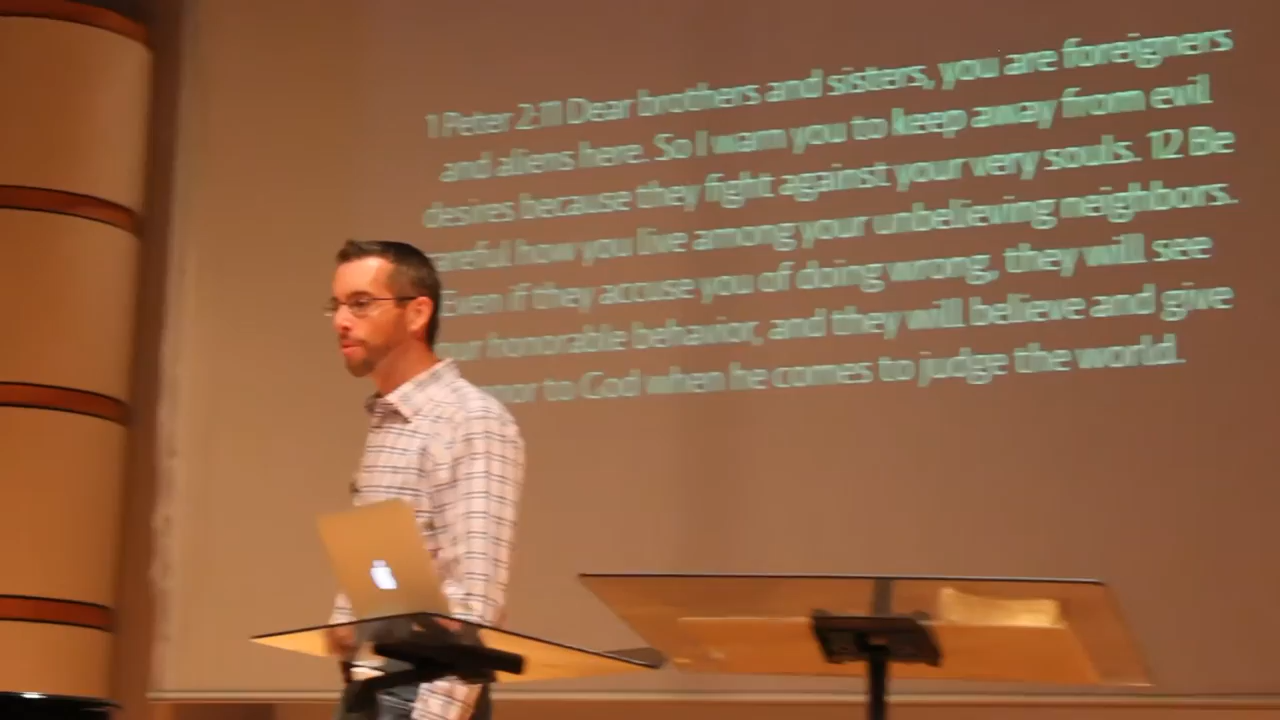 1 Peter 2:11 Dear brothers and sisters, you are foreigners
and aliens here. So I warn you to keep away from evil
desires because they fight against your very souls. 12 Be
careful how you live among your unbelieving neighbors.
Even if they accuse you of doing wrong, they will see
honorable behavior, and they will believe and give
to God when he comes to judge the world.